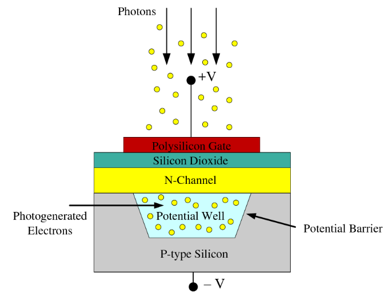 Photons
+V
Polysilicon Gate
Silicon Dioxide
N-Channel
Photogenerated
Electrons
Potential Well
Potential Barrier
P-type Silicon
– V